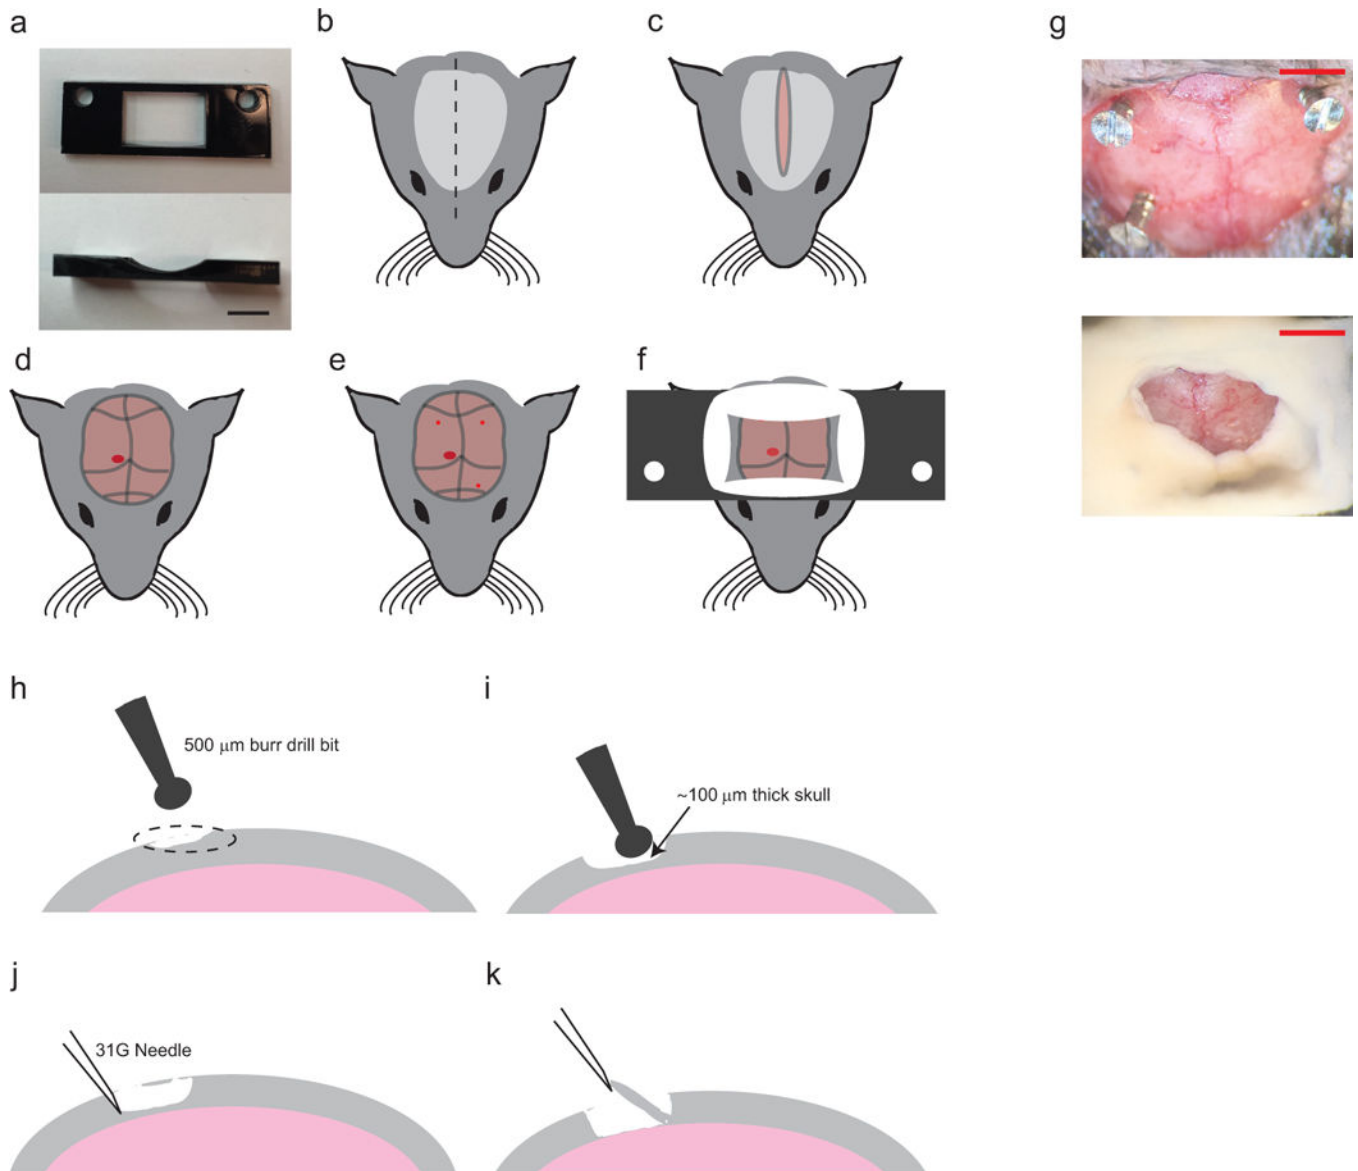 a
b
c
g
d
e
f
h
i
500 μm burr drill bit
~100 μm thick skull
j
k
31G Needle